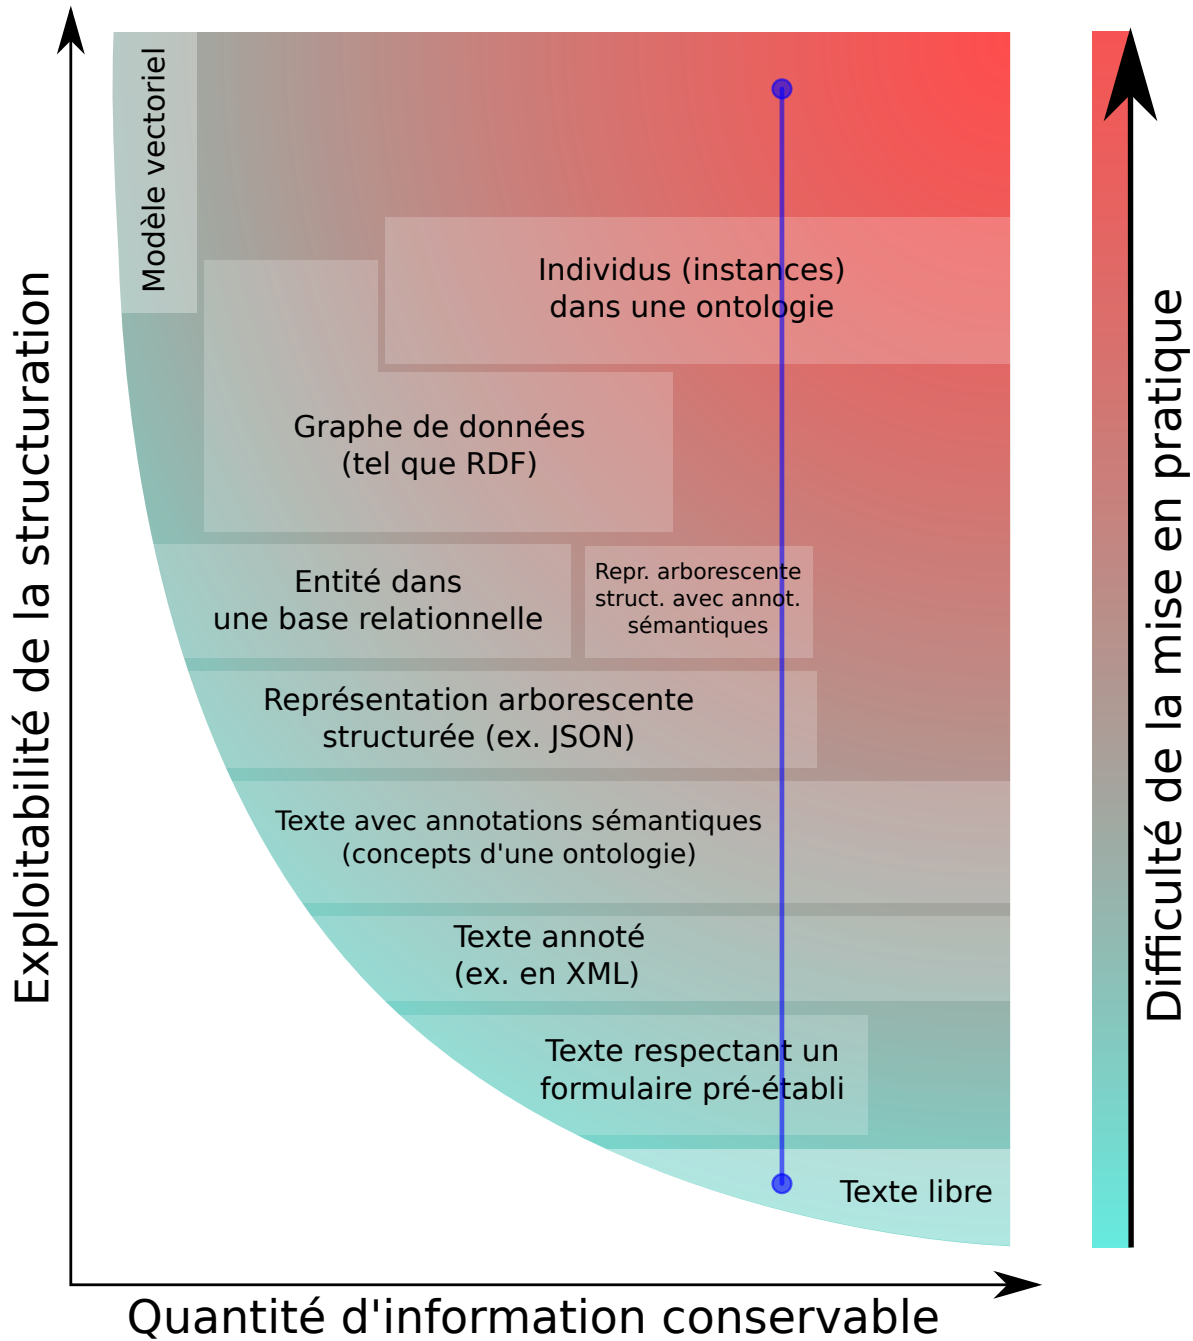 Modèle vectoriel
Individus (instances)
dans une ontologie
Graphe de données
(tel que RDF)
Entité dans
une base relationnelle
Repr. arborescente
struct. avec annot.
sémantiques
Représentation arborescente
structurée (ex. JSON)
Texte avec annotations sémantiques
(concepts d'une ontologie)
Texte annoté
(ex. en XML)
Texte respectant un
formulaire pré-établi
Texte libre
Exploitabilité de la structuration
Quantité d'information conservable
Difficulté de la mise en pratique